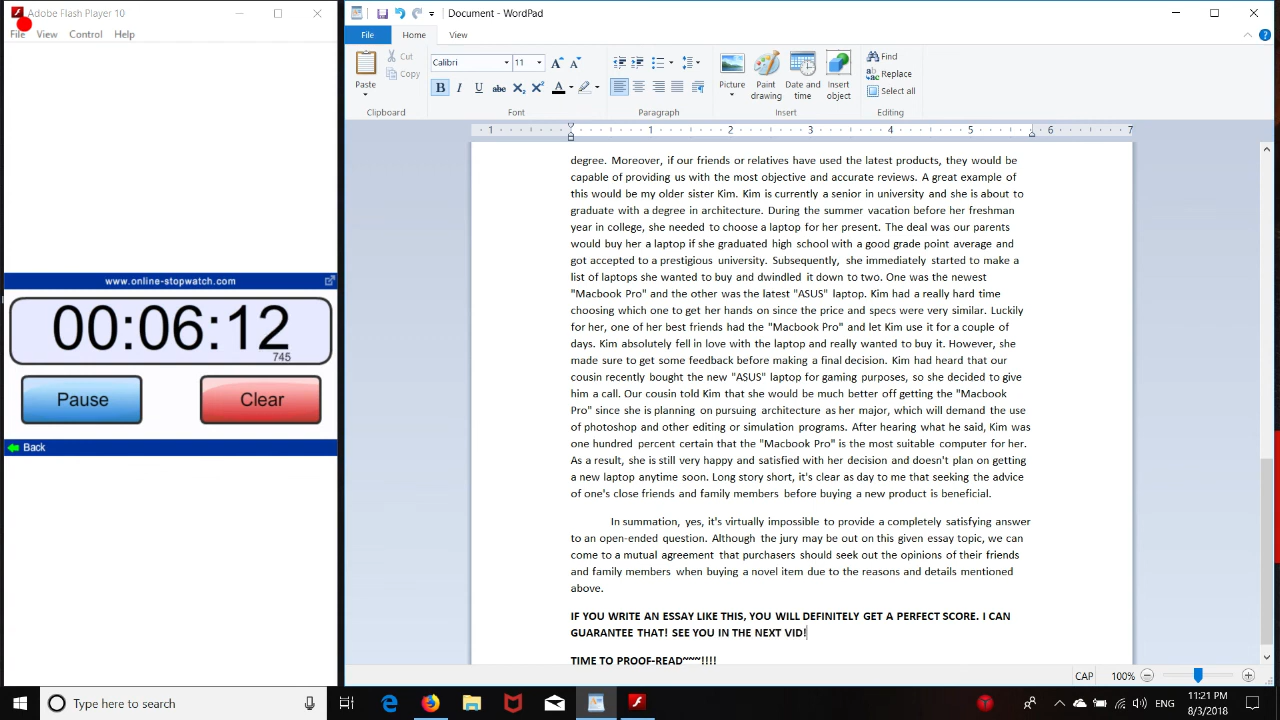 Adobe Flash Player 10
File View Control Help
www.online-stopwatch.com
00:06:12
745
Pause Clear
Back
Document - WordPad
File Home View
Paste
Cut
Copy
Clipboard
Calibri 11
B I U abc X₂ X² A
Font
Paragraph
Picture
Paint drawing
Date and time
Insert object
Insert
Find
Replace
Select all
Editing
1 1 2 3 4 5 6 7
degree. Moreover, if our friends or relatives have used the latest products, they would be
capable of providing us with the most objective and accurate reviews. A great example of
this would be my older sister Kim. Kim is currently a senior in university and she is about to
graduate with a degree in architecture. During the summer vacation before her freshman
year in college, she needed to choose a laptop for her present. The deal was our parents
would buy her a laptop if she graduated high school with a good grade point average and
got accepted to a prestigious university. Subsequently, she immediately started to make a
list of laptops she wanted to buy and dwindled it down to two. One was the newest
"Macbook Pro" and the other was the latest "ASUS" laptop. Kim had a really hard time
choosing which one to get her hands on since the price and specs were very similar. Luckily
for her, one of her best friends had the "Macbook Pro" and let Kim use it for a couple of
days. Kim absolutely fell in love with the laptop and really wanted to buy it. However, she
made sure to get some feedback before making a final decision. Kim had heard that our
cousin recently bought the new "ASUS" laptop for gaming purposes, so she decided to give
him a call. Our cousin told Kim that she would be much better off getting the "Macbook
Pro" since she is planning on pursuing architecture as her major, which will demand the use
of photoshop and other editing or simulation programs. After hearing what he said, Kim was
one hundred percent certain that the "Macbook Pro" is the most suitable computer for her.
As a result, she is still very happy and satisfied with her decision and doesn't plan on getting
a new laptop anytime soon. Long story short, it's clear as day to me that seeking the advice
of one's close friends and family members before buying a new product is beneficial.
In summation, yes, it's virtually impossible to provide a completely satisfying answer
to an open-ended question. Although the jury may be out on this given essay topic, we can
come to a mutual agreement that purchasers should seek out the opinions of their friends
and family members when buying a novel item due to the reasons and details mentioned
above.
IF YOU WRITE AN ESSAY LIKE THIS, YOU WILL DEFINITELY GET A PERFECT SCORE. I CAN
GUARANTEE THAT! SEE YOU IN THE NEXT VID!
TIME TO PROOF-READ~~~!!!!
CAP 100%
Type here to search
ENG
11:21 PM
8/3/2018